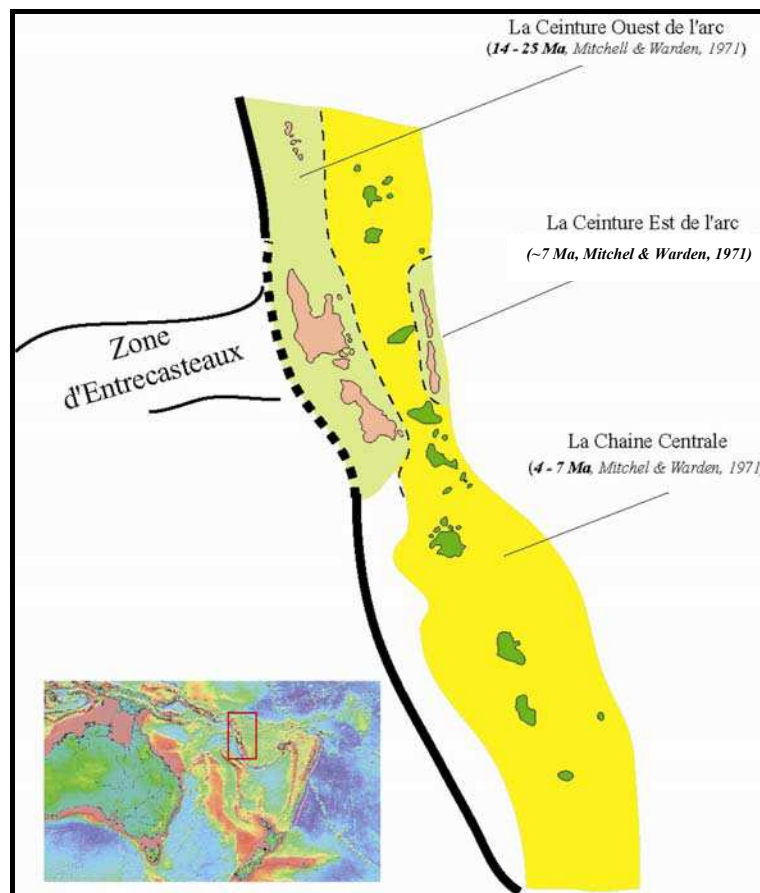 La Ceinture Ouest de l'arc
(14 - 25 Ma, Mitchell & Warden, 1971)
La Ceinture Est de l'arc
(~7 Ma, Mitchel & Warden, 1971)
Zone
d'Entrecasteaux
La Chaine Centrale
(4 - 7 Ma, Mitchel & Warden, 1971)